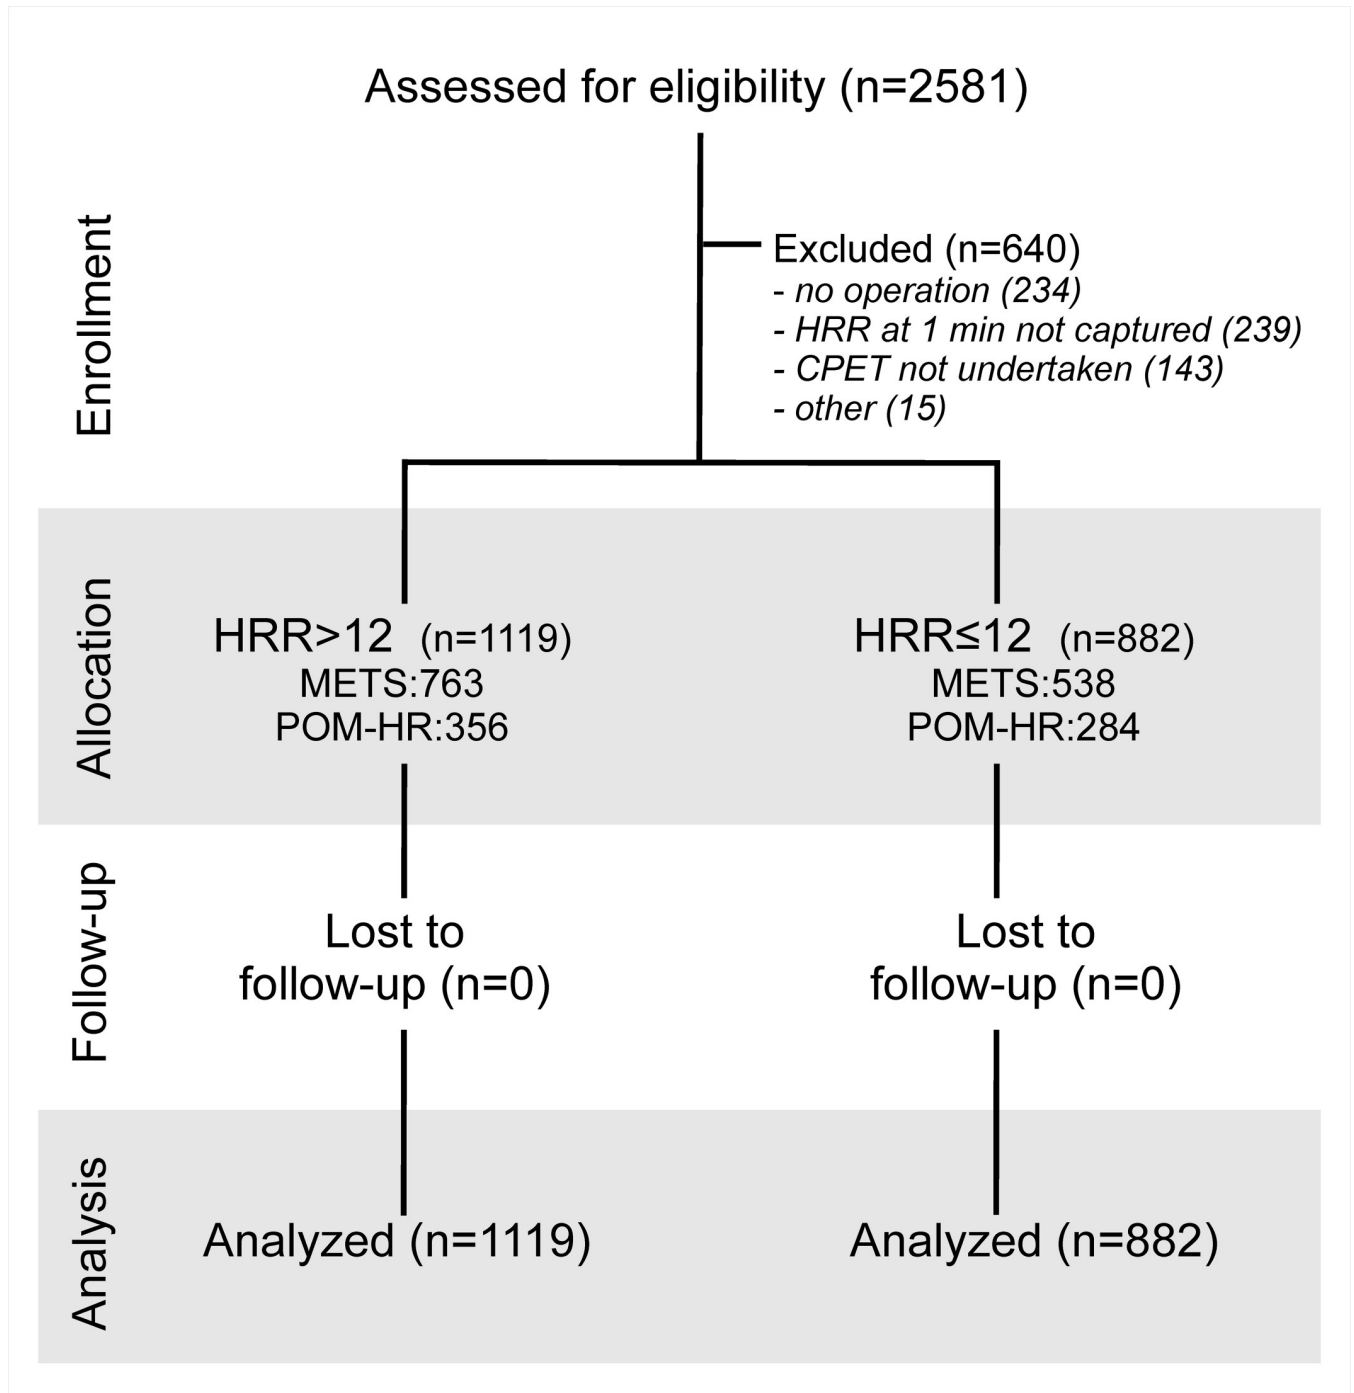 Assessed for eligibility (n=2581)
Enrollment
Excluded (n=640)
- no operation (234)
- HRR at 1 min not captured (239)
- CPET not undertaken (143)
- other (15)
Allocation
HRR>12 (n=1119)
METS:763
POM-HR:356
HRR≤12 (n=882)
METS:538
POM-HR:284
Follow-up
Lost to
follow-up (n=0)
Lost to
follow-up (n=0)
Analysis
Analyzed (n=1119)
Analyzed (n=882)